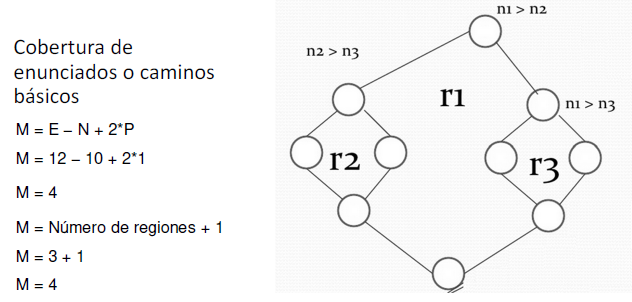 Cobertura de
enunciados o caminos
básicos
M = E – N + 2*P
M = 12 – 10 + 2*1
M = 4
M = Número de regiones + 1
M = 3 + 1
M = 4
n1 > n2
n2 > n3
r1
n1 > n3
r2
r3